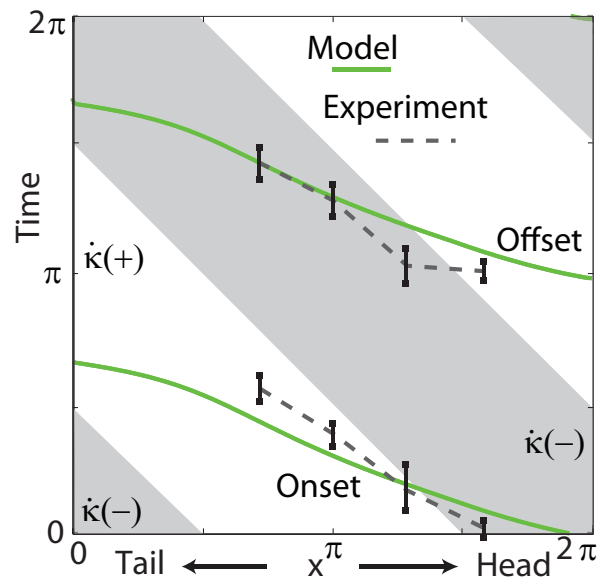 2π
Model
Experiment
Time
Offset
π
κ̇(+)
κ̇(−)
Onset
κ̇(−)
0
0
π
2π
Tail
x
Head